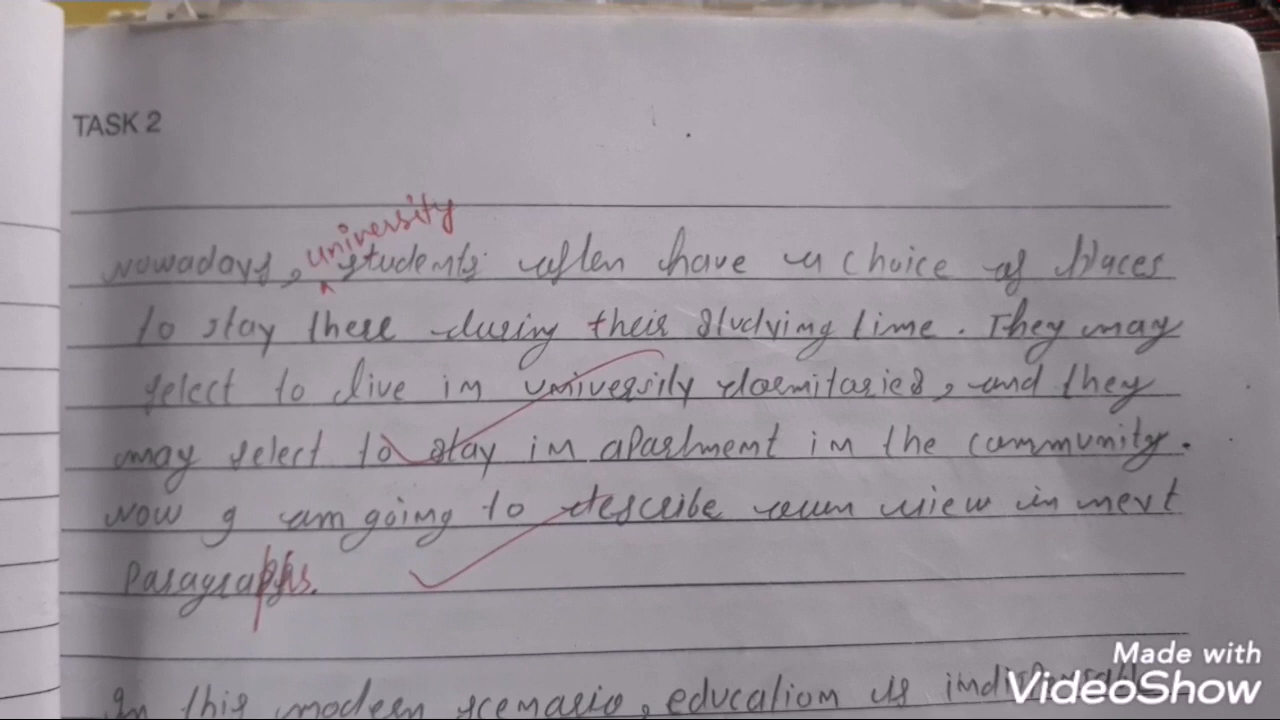 TASK 2
university
Nowadays, students often have a choice of places
to stay there during their studying time. They may
select to live in university dormitaries, and they
may select to stay in apartment in the community.
Now I am going to describe own view in next
Paragraphs.
In this modern scenario, education is indispensable
Made with
VideoShow